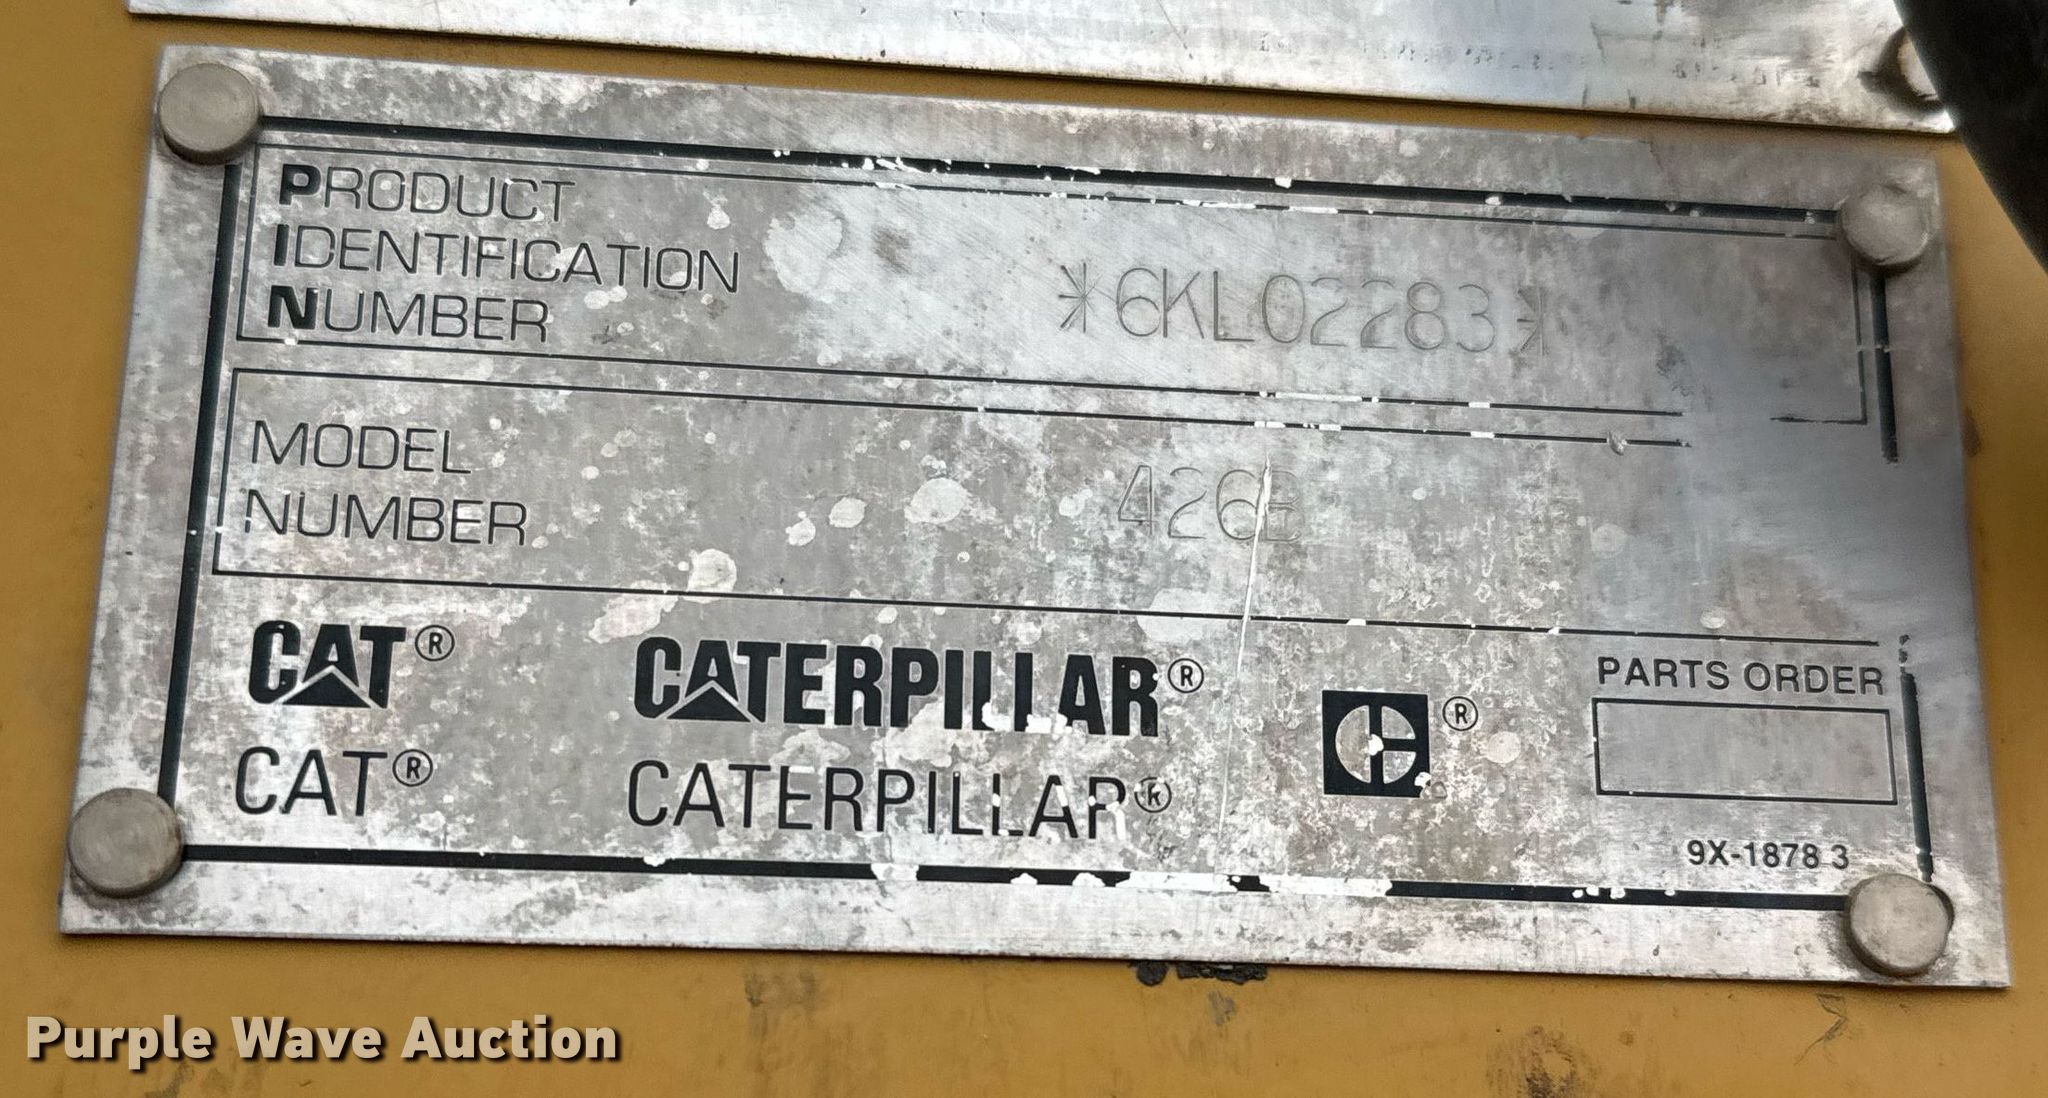 PRODUCT
IDENTIFICATION
NUMBER
*6KL02283*
MODEL
NUMBER
426B
CAT® CATERPILLAR® ®
CAT® CATERPILLAR®
PARTS ORDER
9X-1878 3
Purple Wave Auction